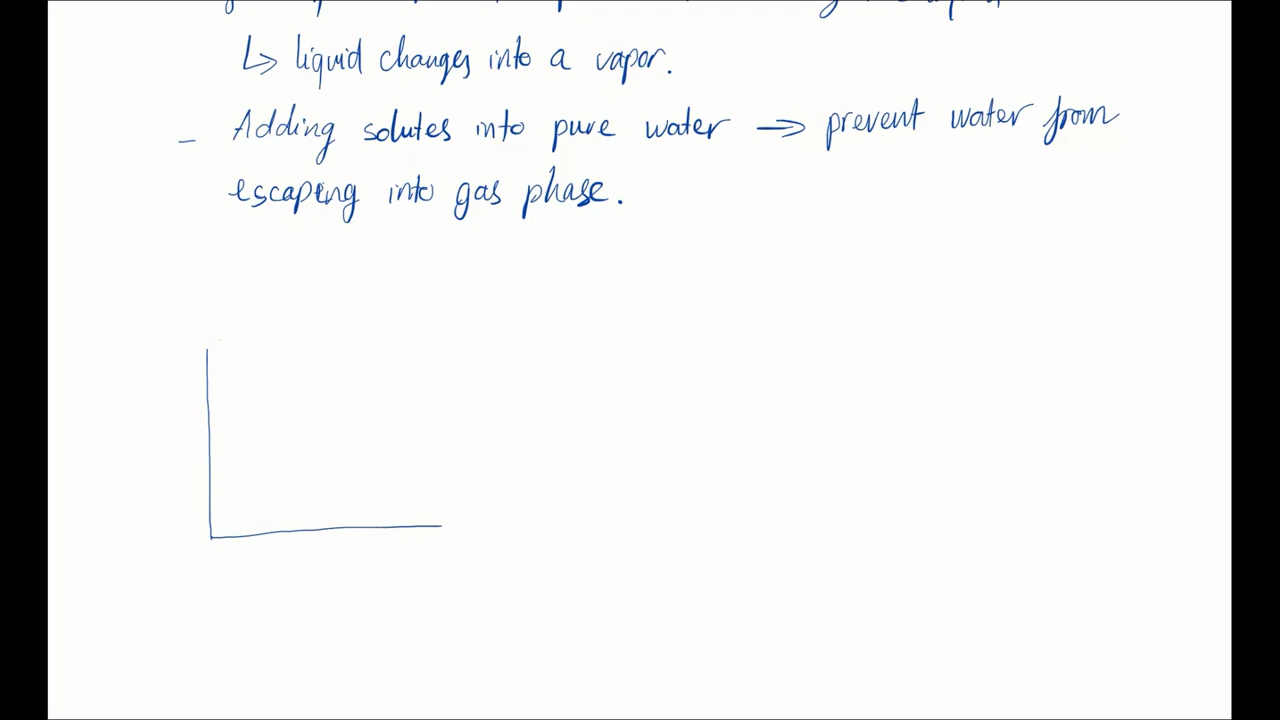 ↳ liquid changes into a vapor.
- Adding solutes into pure water → prevent water from
escaping into gas phase.